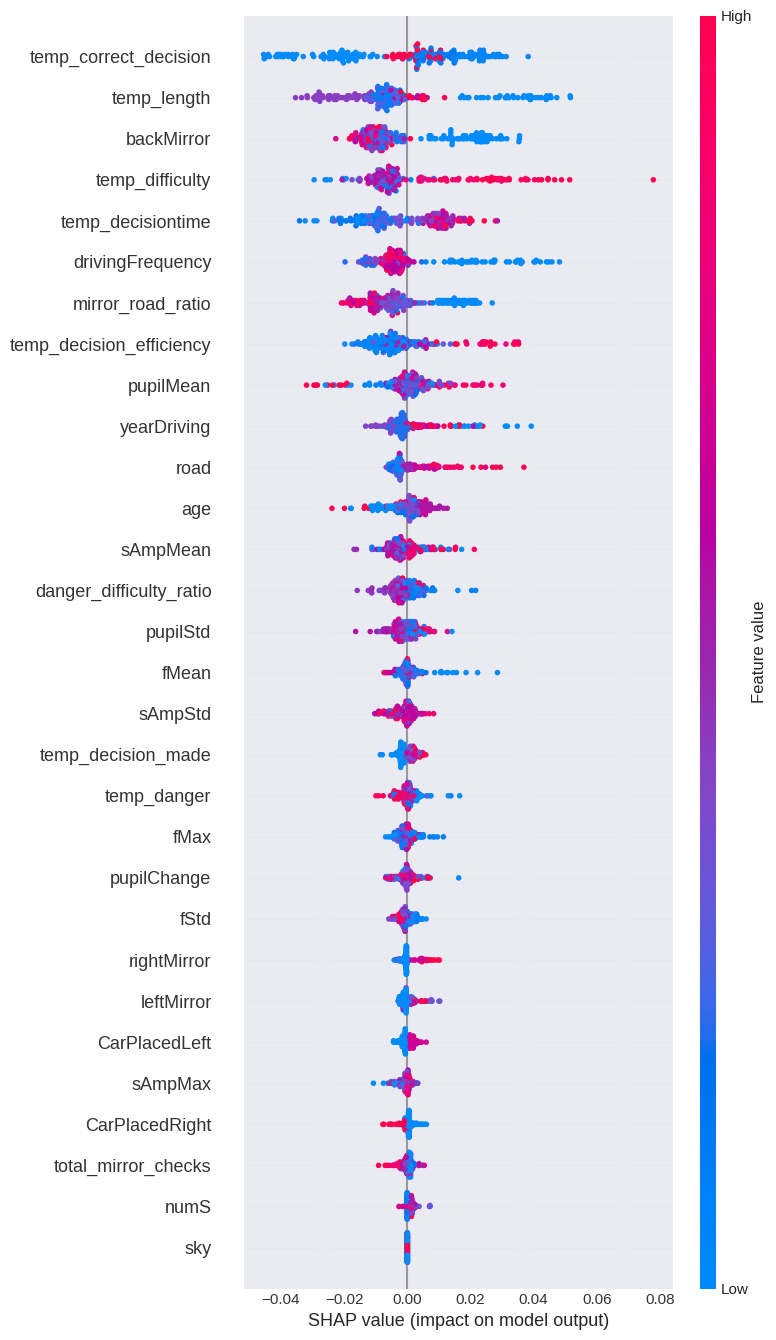 High
temp_correct_decision
temp_length
backMirror
temp_difficulty
temp_decisiontime
drivingFrequency
mirror_road_ratio
temp_decision_efficiency
pupilMean
yearDriving
road
age
sAmpMean
danger_difficulty_ratio
pupilStd
fMean
sAmpStd
temp_decision_made
temp_danger
fMax
pupilChange
fStd
rightMirror
leftMirror
CarPlacedLeft
sAmpMax
CarPlacedRight
total_mirror_checks
numS
sky
Feature value
Low
−0.04 −0.02 0.00 0.02 0.04 0.06 0.08
SHAP value (impact on model output)